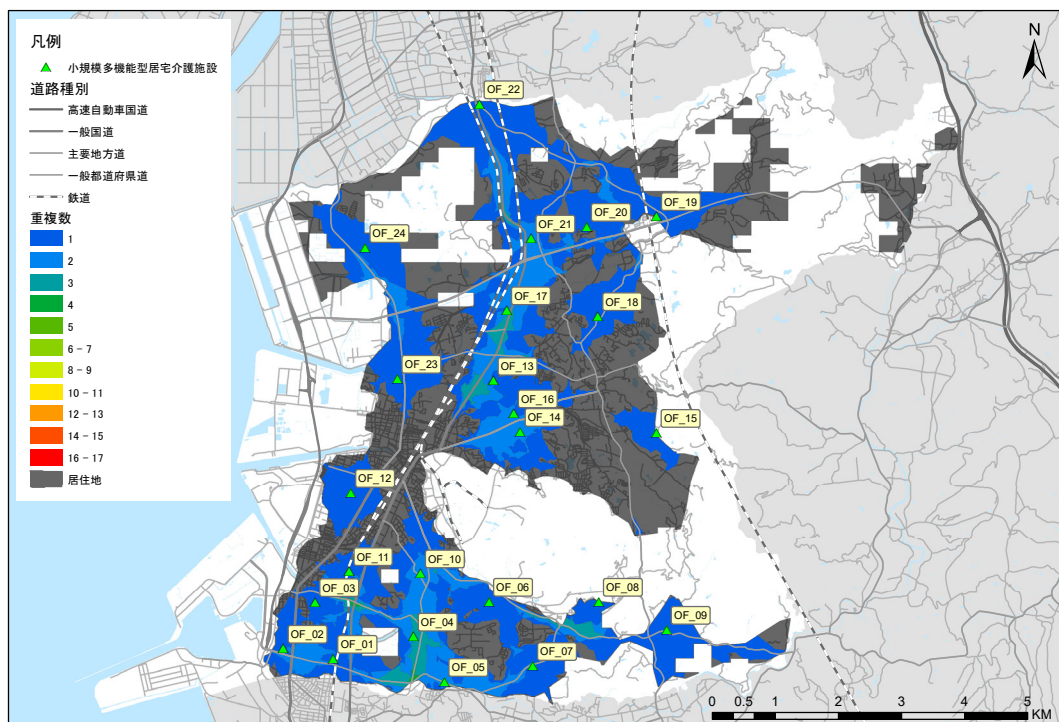 凡例
小規模多機能型居宅介護施設
道路種別
高速自動車国道
一般国道
主要地方道
一般都道府県道
鉄道
重複数
1
2
3
4
5
6 - 7
8 - 9
10 - 11
12 - 13
14 - 15
16 - 17
居住地
N
OF_22
OF_19
OF_20
OF_21
OF_24
OF_17
OF_18
OF_23
OF_13
OF_16
OF_14
OF_15
OF_12
OF_11
OF_10
OF_03
OF_06
OF_08
OF_09
OF_04
OF_02
OF_01
OF_07
OF_05
0 0.5 1 2 3 4 5
KM